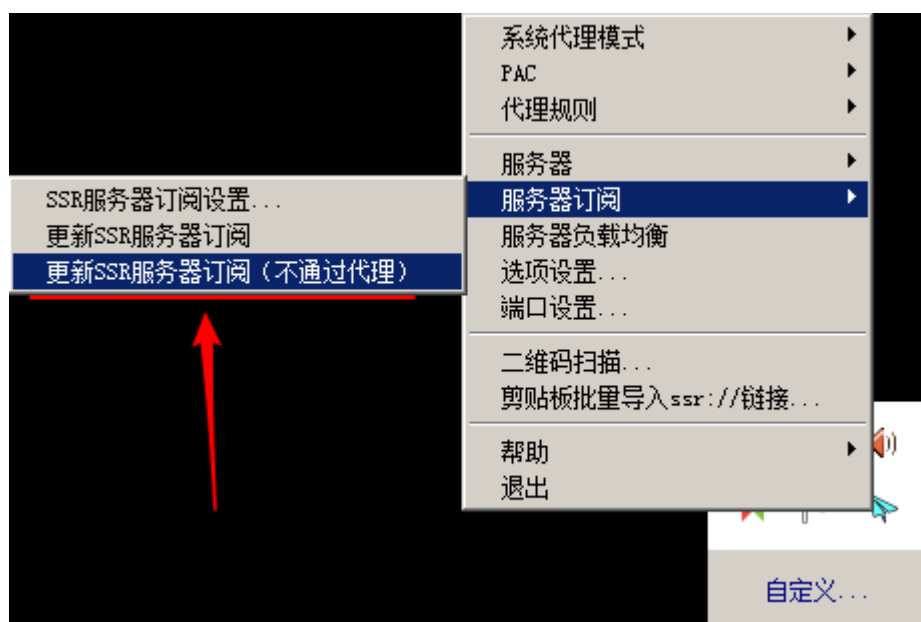 系统代理模式
PAC
代理规则
服务器
服务器订阅
服务器负载均衡
选项设置...
端口设置...
二维码扫描...
剪贴板批量导入ssr://链接...
帮助
退出
SSR服务器订阅设置...
更新SSR服务器订阅
更新SSR服务器订阅（不通过代理）
自定义...